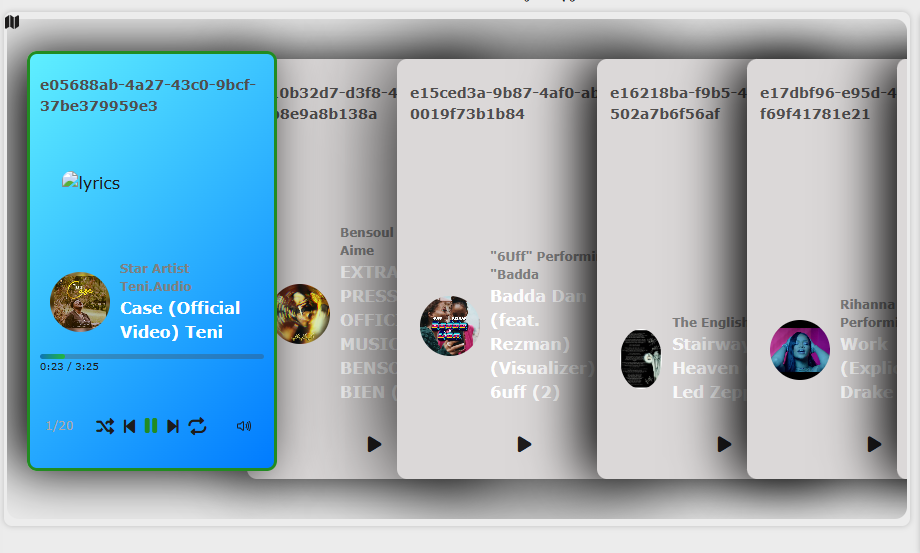 e05688ab-4a27-43c0-9bcf-
37be379959e3
lyrics
Star Artist
Teni.Audio
Case (Official
Video) Teni
0:23 / 3:25
1/20
0b32d7-d3f8-4
8e9a8b138a
Bensoul
Aime
EXTRA
PRESS
OFFIC
MUSIC
BENSO
BIEN (
e15ced3a-9b87-4af0-ab
0019f73b1b84
"6Uff" Performi
"Badda
Badda Dan
(feat.
Rezman)
(Visualizer)
6uff (2)
e16218ba-f9b5-4
502a7b6f56af
The English
Stairway
Heaven
Led Zepp
e17dbf96-e95d-4
f69f41781e21
Rihanna
Performi
Work
(Explic
Drake